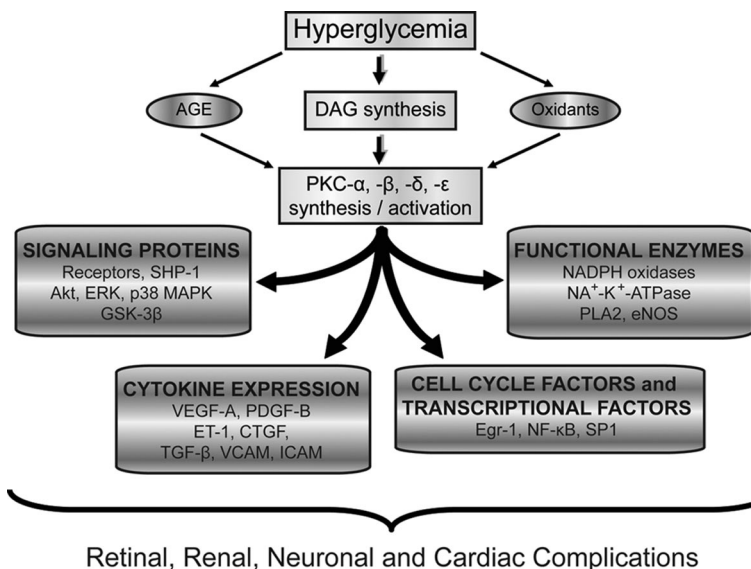 Hyperglycemia
AGE
DAG synthesis
Oxidants
PKC-α, -β, -δ, -ε
synthesis / activation
SIGNALING PROTEINS
Receptors, SHP-1
Akt, ERK, p38 MAPK
GSK-3β
FUNCTIONAL ENZYMES
NADPH oxidases
NA⁺-K⁺-ATPase
PLA2, eNOS
CYTOKINE EXPRESSION
VEGF-A, PDGF-B
ET-1, CTGF,
TGF-β, VCAM, ICAM
CELL CYCLE FACTORS and
TRANSCRIPTIONAL FACTORS
Egr-1, NF-κB, SP1
Retinal, Renal, Neuronal and Cardiac Complications